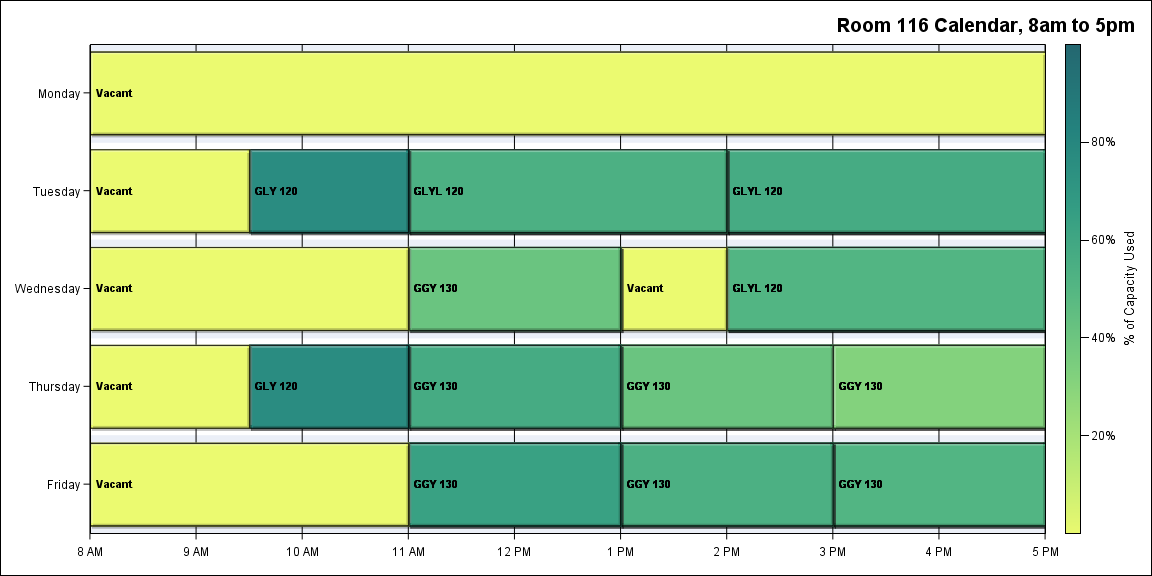 Room 116 Calendar, 8am to 5pm
Monday
Vacant
Tuesday
Vacant
GLY 120
GLYL 120
GLYL 120
Wednesday
Vacant
GGY 130
Vacant
GLYL 120
Thursday
Vacant
GLY 120
GGY 130
GGY 130
GGY 130
Friday
Vacant
GGY 130
GGY 130
GGY 130
8 AM
9 AM
10 AM
11 AM
12 PM
1 PM
2 PM
3 PM
4 PM
5 PM
80%
60%
40%
20%
% of Capacity Used